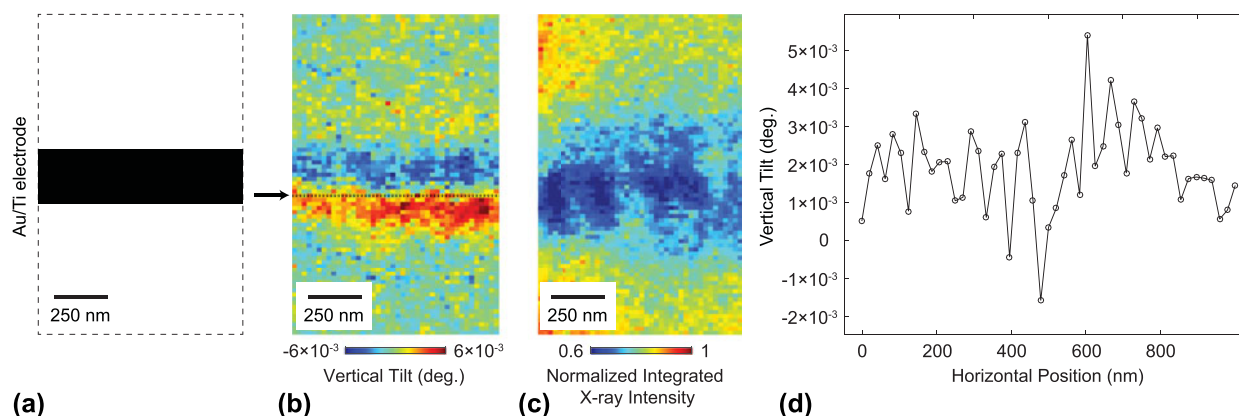 Au/Ti electrode
250 nm
(a)
250 nm
-6×10⁻³
6×10⁻³
Vertical Tilt (deg.)
(b)
250 nm
0.6
1
Normalized Integrated
X-ray Intensity
(c)
Vertical Tilt (deg.)
5×10⁻³
4×10⁻³
3×10⁻³
2×10⁻³
1×10⁻³
0
-1×10⁻³
-2×10⁻³
0
200
400
600
800
Horizontal Position (nm)
(d)